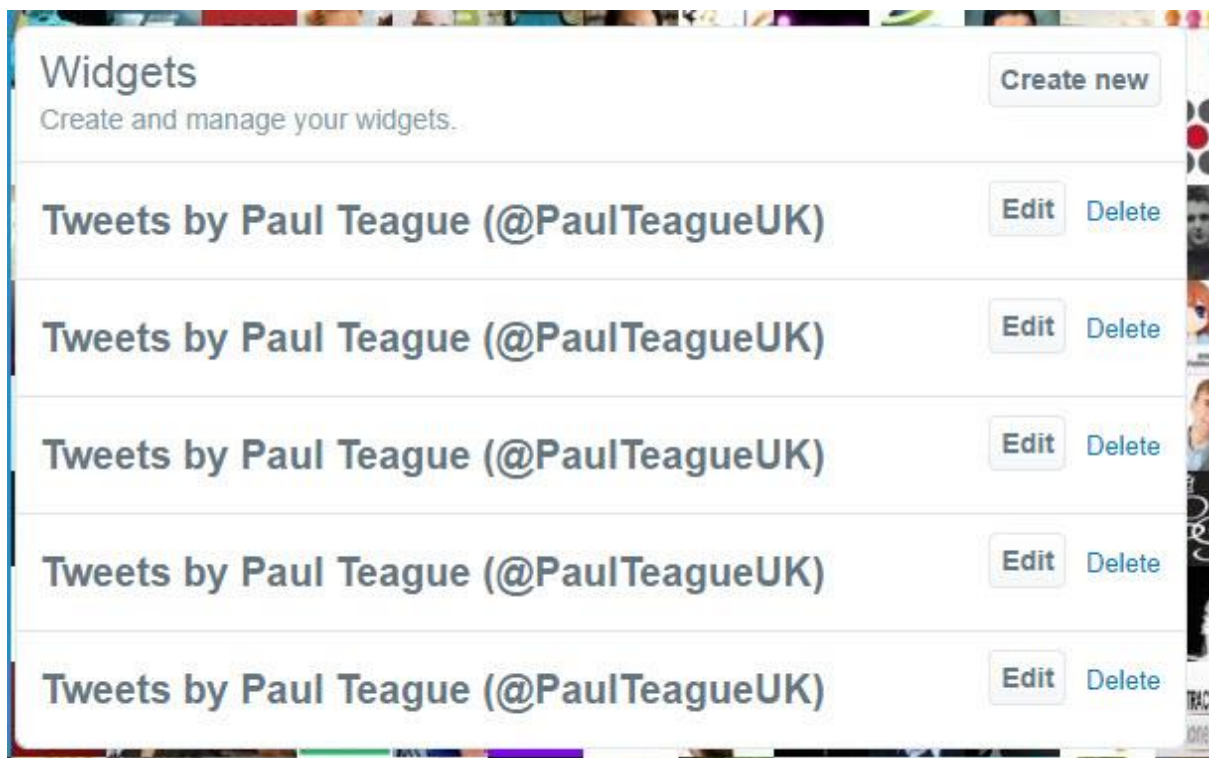 Widgets
Create new
Create and manage your widgets.
Tweets by Paul Teague (@PaulTeagueUK)
Edit
Delete
Tweets by Paul Teague (@PaulTeagueUK)
Edit
Delete
Tweets by Paul Teague (@PaulTeagueUK)
Edit
Delete
Tweets by Paul Teague (@PaulTeagueUK)
Edit
Delete
Tweets by Paul Teague (@PaulTeagueUK)
Edit
Delete